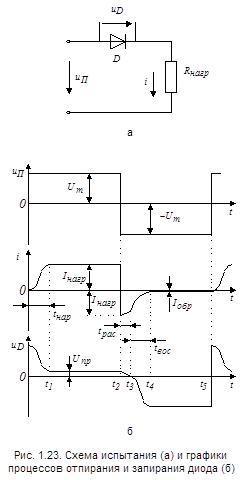 uD
D
uП
i
Rнагр
а
uП
Um
0
−Um
t
i
Iнагр
Iнагр
0
Iобр
t
tнар
tрас
tвос
uD
Uпр
0
t1
t2
t3
t4
t5
t
б
Рис. 1.23. Схема испытания (а) и графики
процессов отпирания и запирания диода (б)